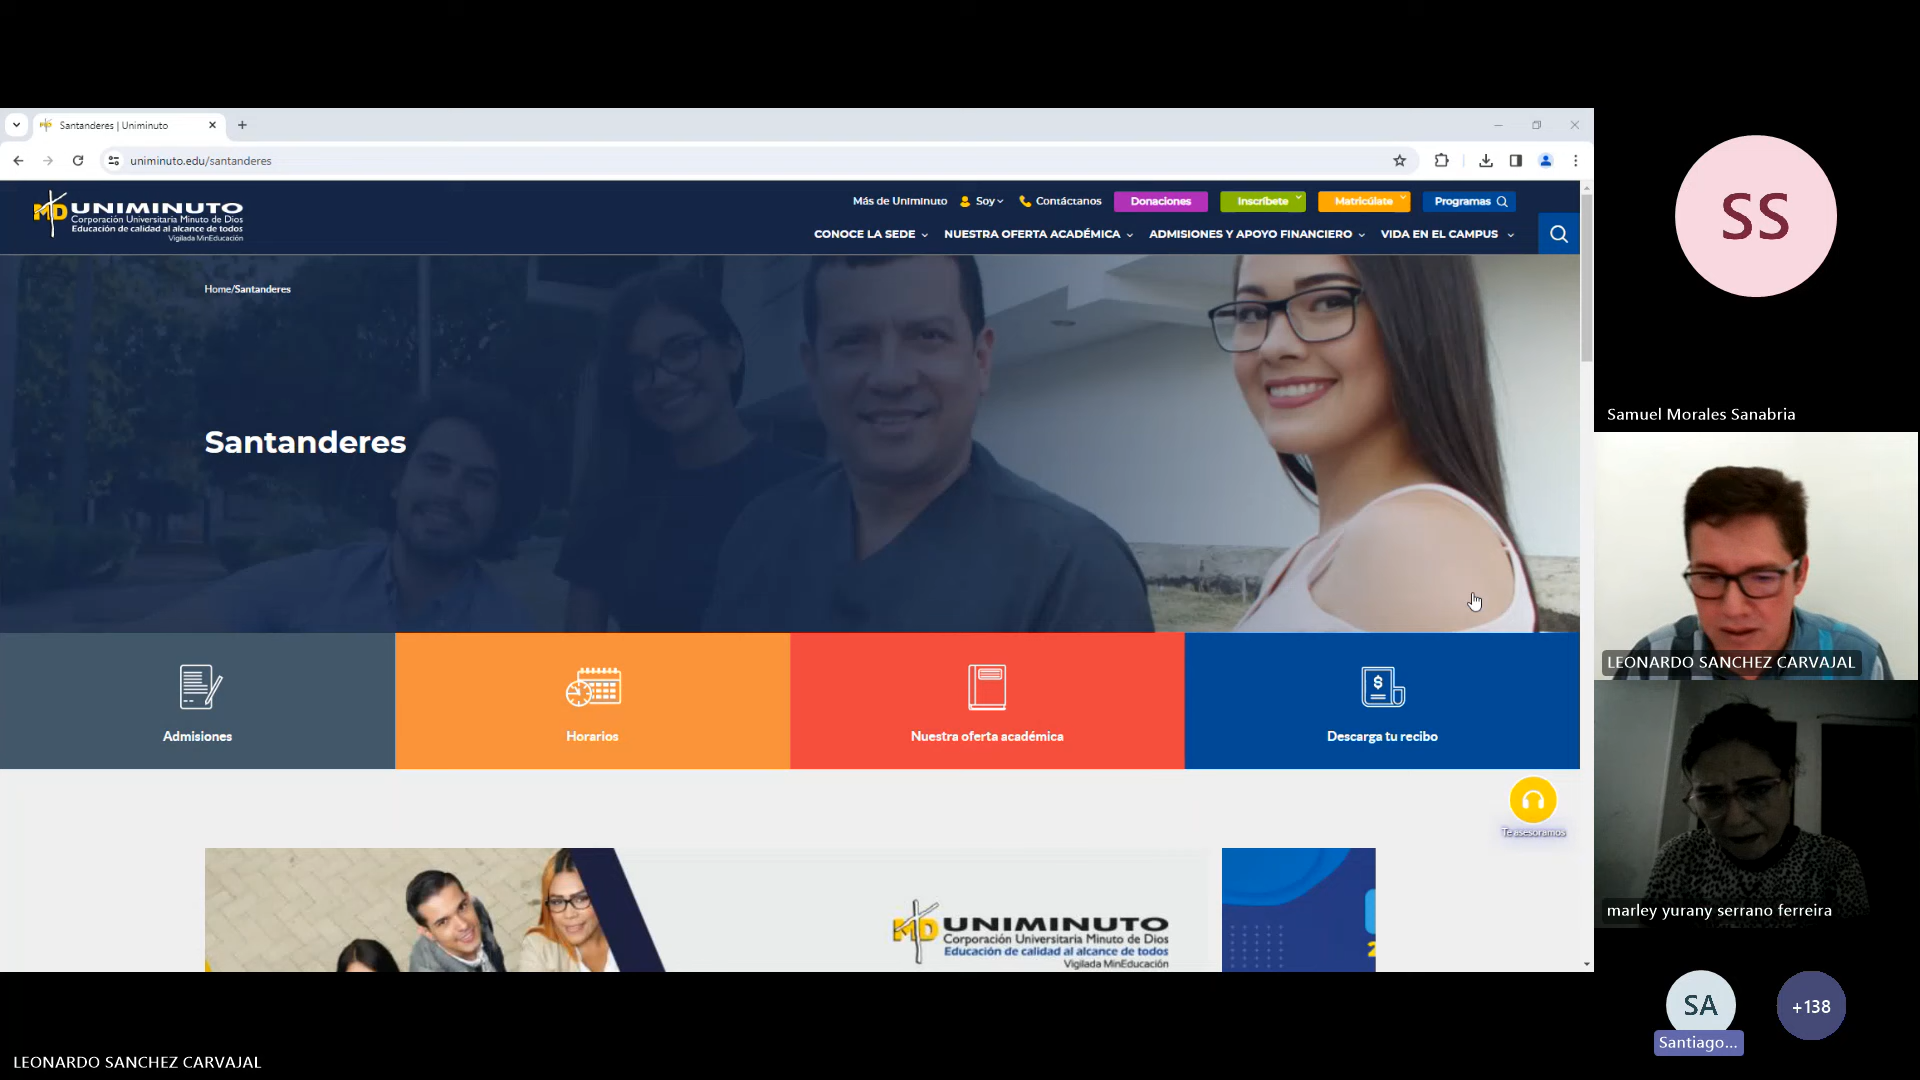 Santanderes | Uniminuto
uniminuto.edu/santanderes
MD UNIMINUTO
Corporación Universitaria Minuto de Dios
Educación de calidad al alcance de todos
Vigilada MinEducación
Más de Uniminuto
Soy
Contáctanos
Donaciones
Inscríbete
Matricúlate
Programas
CONOCE LA SEDE
NUESTRA OFERTA ACADÉMICA
ADMISIONES Y APOYO FINANCIERO
VIDA EN EL CAMPUS
Home/Santanderes
Santanderes
Admisiones
Horarios
Nuestra oferta académica
$
Descarga tu recibo
Te asesoramos
MD UNIMINUTO
Corporación Universitaria Minuto de Dios
Educación de calidad al alcance de todos
Vigilada MinEducación
SS
Samuel Morales Sanabria
LEONARDO SANCHEZ CARVAJAL
marley yurany serrano ferreira
SA
Santiago...
+138
LEONARDO SANCHEZ CARVAJAL